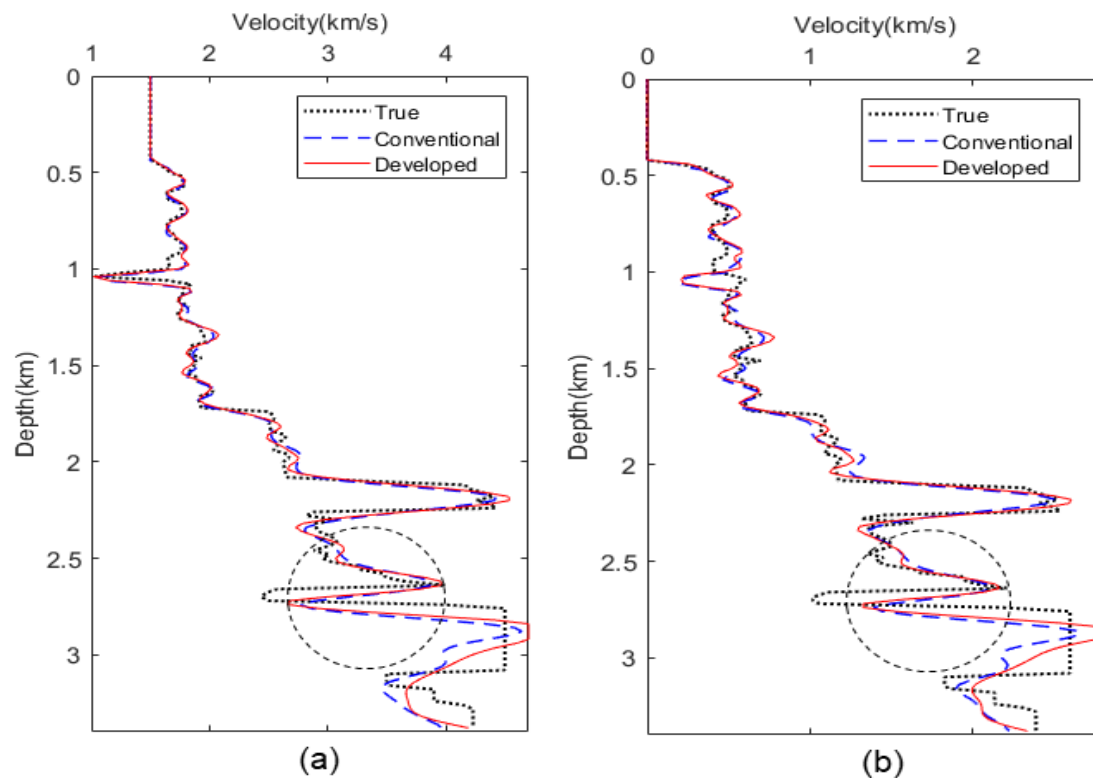 Velocity(km/s)
1 2 3 4
0
0.5
1
1.5
2
2.5
3
Depth(km)
True
Conventional
Developed
(a)
Velocity(km/s)
0 1 2
0
0.5
1
1.5
2
2.5
3
Depth(km)
True
Conventional
Developed
(b)